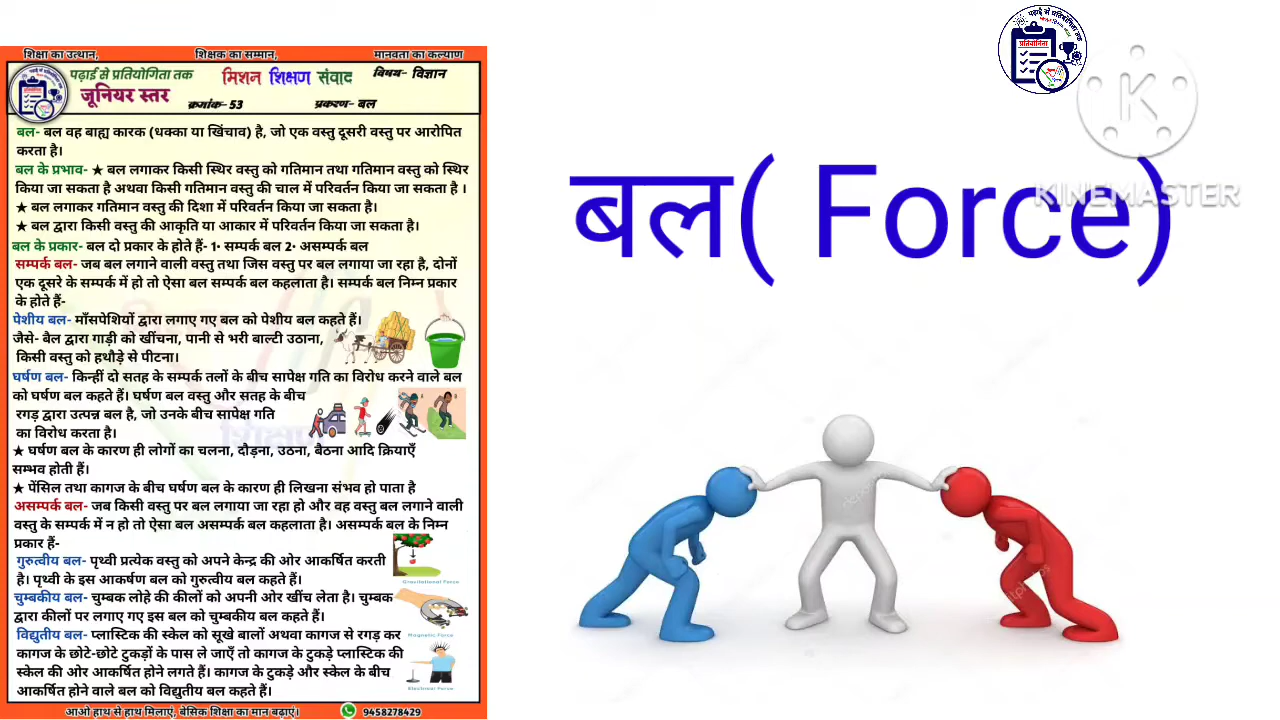 शिक्षा का उत्थान, शिक्षक का सम्मान, मानवता का कल्याण
पढ़ाई से प्रतियोगिता तक मिशन शिक्षण संवाद विषय- विज्ञान
जूनियर स्तर क्रमांक- 53 प्रकरण- बल
बल- बल वह बाह्य कारक (धक्का या खिंचाव) है, जो एक वस्तु दूसरी वस्तु पर आरोपित
करता है।
बल के प्रभाव- ★ बल लगाकर किसी स्थिर वस्तु को गतिमान तथा गतिमान वस्तु को स्थिर
किया जा सकता है अथवा किसी गतिमान वस्तु की चाल में परिवर्तन किया जा सकता है ।
★ बल लगाकर गतिमान वस्तु की दिशा में परिवर्तन किया जा सकता है।
★ बल द्वारा किसी की आकृति या आकार में परिवर्तन किया जा सकता है।
बल के प्रकार- बल दो प्रकार के होते हैं- 1• सम्पर्क बल 2• असम्पर्क बल
सम्पर्क बल- जब बल लगाने वाली वस्तु तथा जिस वस्तु पर बल लगाया जा रहा है, दोनों
एक दूसरे के सम्पर्क में हो तो ऐसा बल सम्पर्क बल कहलाता है। सम्पर्क बल निम्न प्रकार
के होते हैं-
पेशीय बल- माँसपेशियों द्वारा लगाए गए बल को पेशीय बल कहते हैं।
जैसे- बैल द्वारा गाड़ी को खींचना, पानी से भरी बाल्टी उठाना,
किसी वस्तु को हथौड़े से पीटना।
घर्षण बल- किन्हीं दो सतह के सम्पर्क तलों के बीच सापेक्ष गति का विरोध करने वाले बल
को घर्षण बल कहते हैं। घर्षण बल वस्तु और सतह के बीच
रगड़ द्वारा उत्पन्न बल है, जो उनके बीच सापेक्ष गति
का विरोध करता है।
★ घर्षण बल के कारण ही लोगों का चलना, दौड़ना, उठना, बैठना आदि क्रियाएँ
सम्भव होती हैं।
★ पेंसिल तथा कागज के बीच घर्षण बल के कारण ही लिखना संभव हो पाता है
असम्पर्क बल- जब किसी वस्तु पर बल लगाया जा रहा हो और वह वस्तु बल लगाने वाली
वस्तु के सम्पर्क में न हो तो ऐसा बल असम्पर्क बल कहलाता है। असम्पर्क बल के निम्न
प्रकार हैं-
गुरुत्वीय बल- पृथ्वी प्रत्येक वस्तु को अपने केन्द्र की ओर आकर्षित करती
है। पृथ्वी के इस आकर्षण बल को गुरुत्वीय बल कहते हैं।
Gravitational Force
चुम्बकीय बल- चुम्बक लोहे की कीलों को अपनी ओर खींच लेता है। चुम्बक
द्वारा कीलों पर लगाए गए इस बल को चुम्बकीय बल कहते हैं।
Magnetic Force
विद्युतीय बल- प्लास्टिक की स्केल को सूखे बालों अथवा कागज से रगड़ कर
कागज के छोटे-छोटे टुकड़ों के पास ले जाएँ तो कागज के टुकड़े प्लास्टिक की
स्केल की ओर आकर्षित होने लगते हैं। कागज के टुकड़े और स्केल के बीच
आकर्षित होने वाले बल को विद्युतीय बल कहते हैं।
Electrical Force
आओ हाथ से हाथ मिलाएं, बेसिक शिक्षा का मान बढ़ाएं। 9458278429
पढ़ाई से प्रतियोगिता तक
प्रतियोगिता
बल( Force)
KINEMASTER